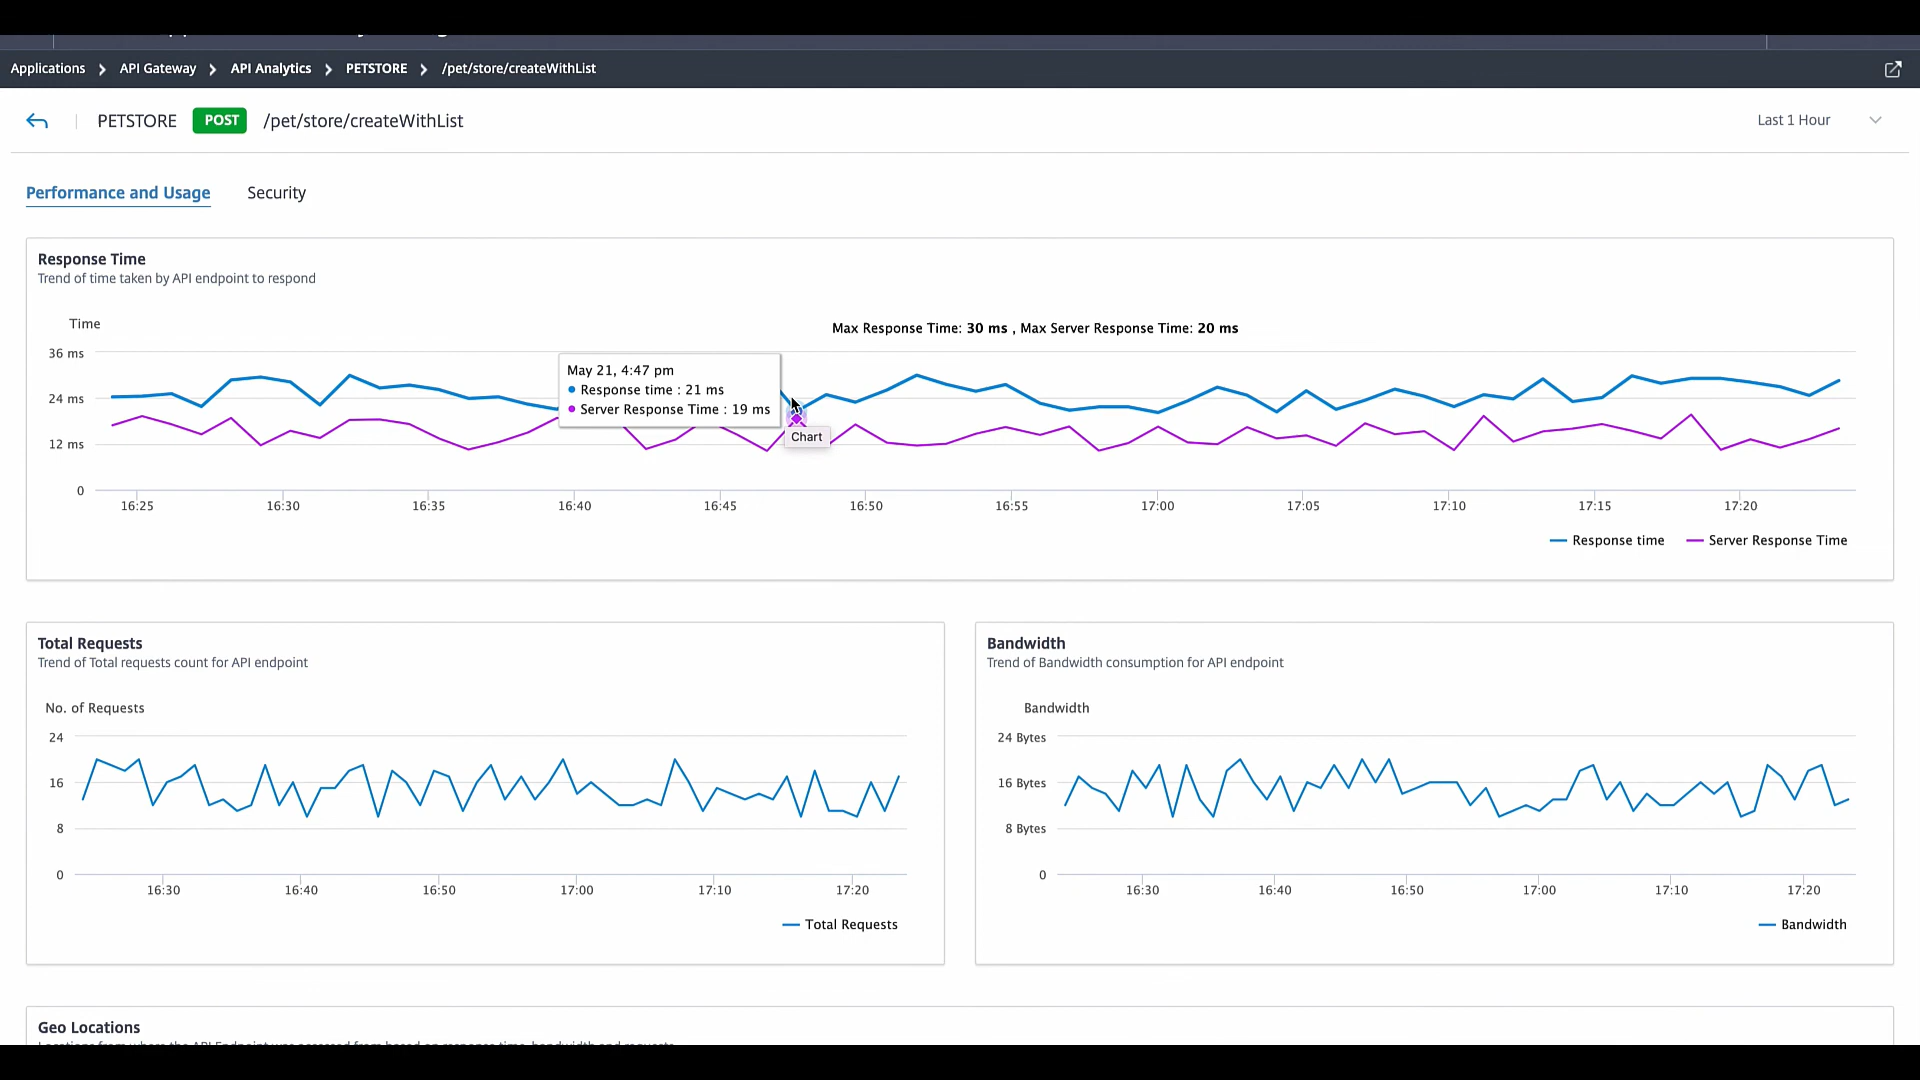 Applications > API Gateway > API Analytics > PETSTORE > /pet/store/createWithList
PETSTORE POST /pet/store/createWithList
Last 1 Hour
Performance and Usage Security
Response Time
Trend of time taken by API endpoint to respond
Time
Max Response Time: 30 ms , Max Server Response Time: 20 ms
36 ms
24 ms
12 ms
0
May 21, 4:47 pm
Response time : 21 ms
Server Response Time : 19 ms
Chart
16:25 16:30 16:35 16:40 16:45 16:50 16:55 17:00 17:05 17:10 17:15 17:20
Response time Server Response Time
Total Requests
Trend of Total requests count for API endpoint
No. of Requests
24
16
8
0
16:30 16:40 16:50 17:00 17:10 17:20
Total Requests
Bandwidth
Trend of Bandwidth consumption for API endpoint
Bandwidth
24 Bytes
16 Bytes
8 Bytes
0
16:30 16:40 16:50 17:00 17:10 17:20
Bandwidth
Geo Locations